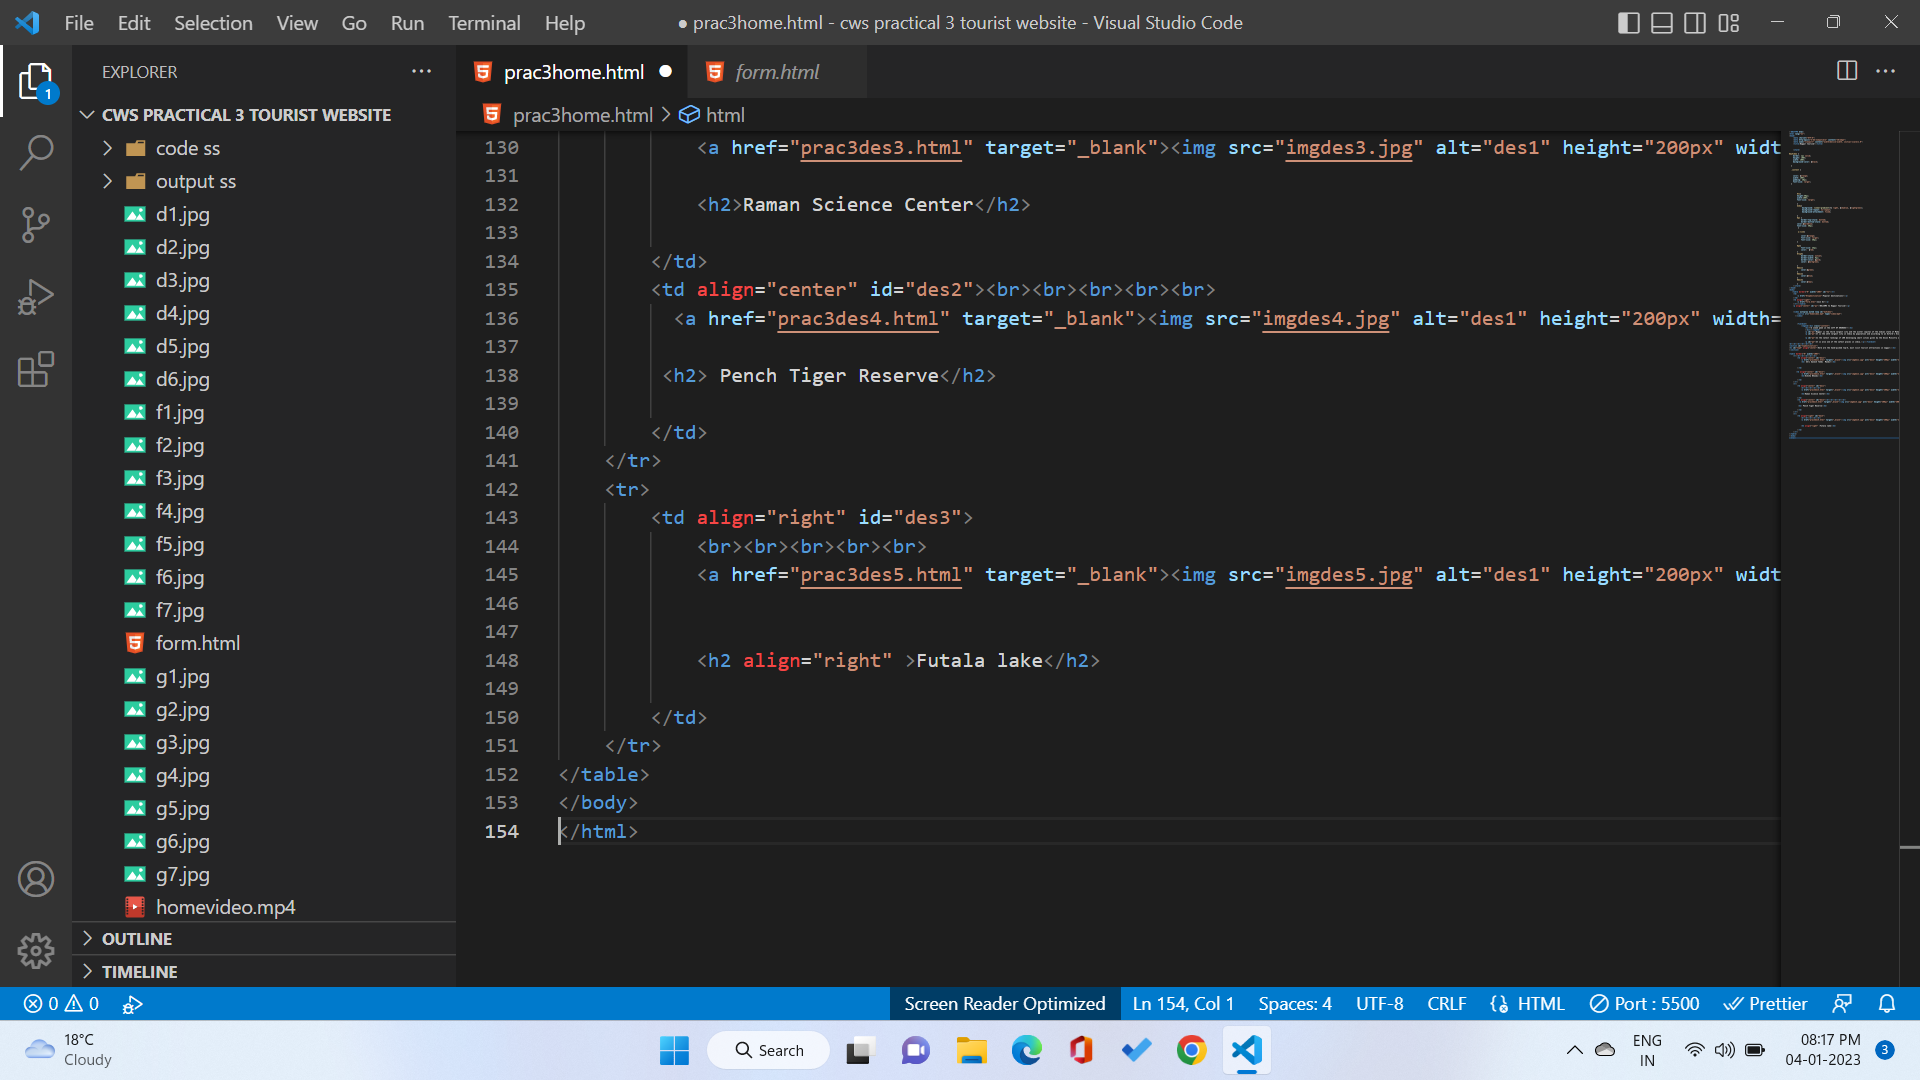 File Edit Selection View Go Run Terminal Help ● prac3home.html - cws practical 3 tourist website - Visual Studio Code
EXPLORER ···
prac3home.html ● form.html
CWS PRACTICAL 3 TOURIST WEBSITE
prac3home.html > html
code ss
output ss
d1.jpg
d2.jpg
d3.jpg
d4.jpg
d5.jpg
d6.jpg
f1.jpg
f2.jpg
f3.jpg
f4.jpg
f5.jpg
f6.jpg
f7.jpg
form.html
g1.jpg
g2.jpg
g3.jpg
g4.jpg
g5.jpg
g6.jpg
g7.jpg
homevideo.mp4
OUTLINE
TIMELINE
1
130 <a href="prac3des3.html" target="_blank"><img src="imgdes3.jpg" alt="des1" height="200px" widt
131
132 <h2>Raman Science Center</h2>
133
134 </td>
135 <td align="center" id="des2"><br><br><br><br><br>
136 <a href="prac3des4.html" target="_blank"><img src="imgdes4.jpg" alt="des1" height="200px" width=
137
138 <h2> Pench Tiger Reserve</h2>
139
140 </td>
141 </tr>
142 <tr>
143 <td align="right" id="des3">
144 <br><br><br><br><br>
145 <a href="prac3des5.html" target="_blank"><img src="imgdes5.jpg" alt="des1" height="200px" widt
146
147
148 <h2 align="right" >Futala lake</h2>
149
150 </td>
151 </tr>
152 </table>
153 </body>
154 </html>
0 0 Screen Reader Optimized Ln 154, Col 1 Spaces: 4 UTF-8 CRLF HTML Port : 5500 Prettier
18°C
Cloudy
Search
ENG
IN
08:17 PM
04-01-2023
3